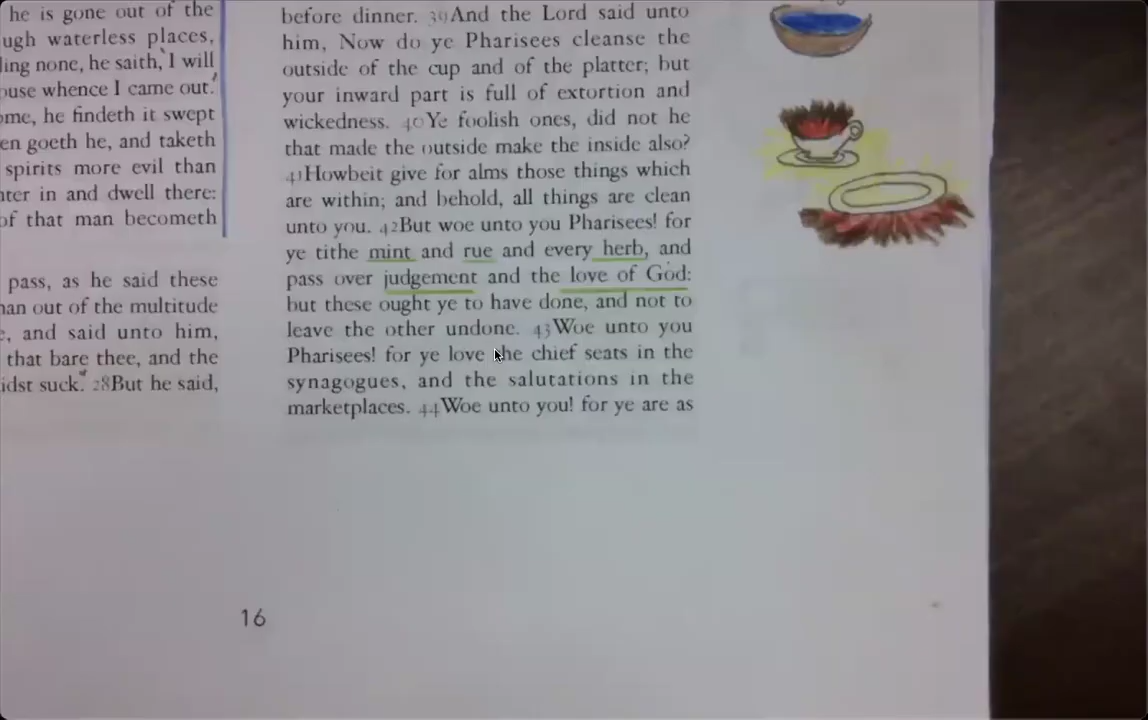 he is gone out of the
ugh waterless places,
ling none, he saith, I will
ouse whence I came out.
ome, he findeth it swept
en goeth he, and taketh
spirits more evil than
nter in and dwell there:
of that man becometh
pass, as he said these
nan out of the multitude
e, and said unto him,
that bare thee, and the
idst suck. 28But he said,
before dinner. 39And the Lord said unto
him, Now do ye Pharisees cleanse the
outside of the cup and of the platter; but
your inward part is full of extortion and
wickedness. 40Ye foolish ones, did not he
that made the outside make the inside also?
41Howbeit give for alms those things which
are within; and behold, all things are clean
unto you. 42But woe unto you Pharisees! for
ye tithe mint and rue and every herb, and
pass over judgement and the love of God:
but these ought ye to have done, and not to
leave the other undone. 43Woe unto you
Pharisees! for ye love the chief seats in the
synagogues, and the salutations in the
marketplaces. 44Woe unto you! for ye are as
16